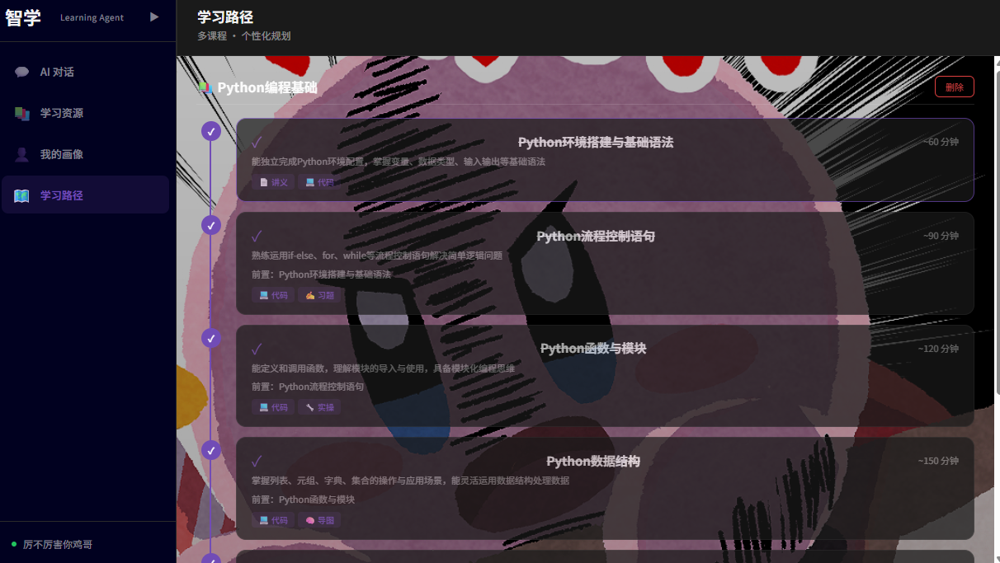 智学 Learning Agent
AI 对话
学习资源
我的画像
学习路径
厉不厉害你鸡哥
学习路径
多课程 · 个性化规划
Python编程基础
删除
Python环境搭建与基础语法
~60 分钟
能独立完成Python环境配置，掌握变量、数据类型、输入输出等基础语法
讲义 代码
Python流程控制语句
~90 分钟
熟练运用if-else、for、while等流程控制语句解决简单逻辑问题
前置：Python环境搭建与基础语法
代码 习题
Python函数与模块
~120 分钟
能定义和调用函数，理解模块的导入与使用，具备模块化编程思维
前置：Python流程控制语句
代码 实操
Python数据结构
~150 分钟
掌握列表、元组、字典、集合的操作与应用场景，能灵活运用数据结构处理数据
前置：Python函数与模块
代码 导图